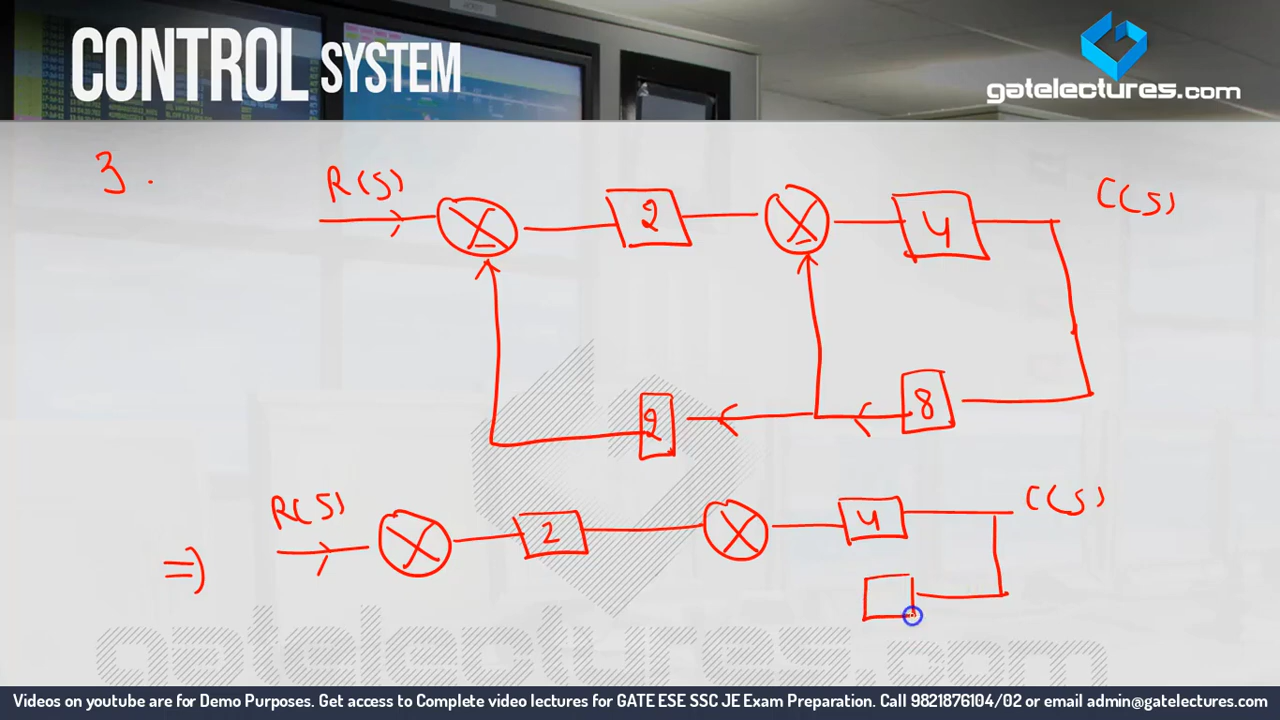 CONTROL SYSTEM
gatelectures.com
3.
R(S)
2
4
C(S)
8
2
R(S)
2
4
C(S)
=>
gatelectures.com
Videos on youtube are for Demo Purposes. Get access to Complete video lectures for GATE ESE SSC JE Exam Preparation. Call 9821876104/02 or email admin@gatelectures.com